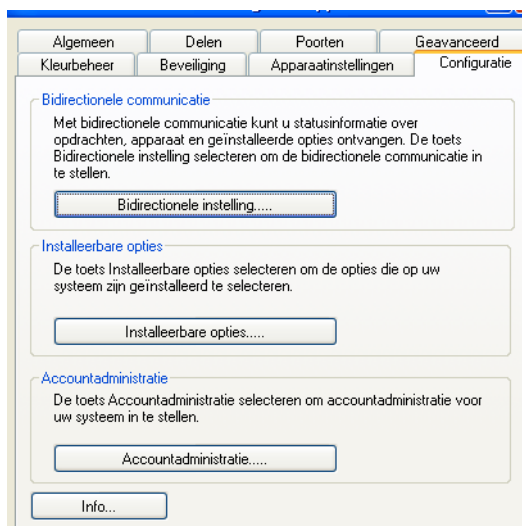 Algemeen Delen Poorten Geavanceerd
Kleurbeheer Beveiliging Apparaatinstellingen Configuratie
Bidirectionele communicatie
Met bidirectionele communicatie kunt u statusinformatie over
opdrachten, apparaat en geïnstalleerde opties ontvangen. De toets
Bidirectionele instelling selecteren om de bidirectionele communicatie in
te stellen.
Bidirectionele instelling.....
Installeerbare opties
De toets Installeerbare opties selecteren om de opties die op uw
systeem zijn geïnstalleerd te selecteren.
Installeerbare opties.....
Accountadministratie
De toets Accountadministratie selecteren om accountadministratie voor
uw systeem in te stellen.
Accountadministratie.....
Info...